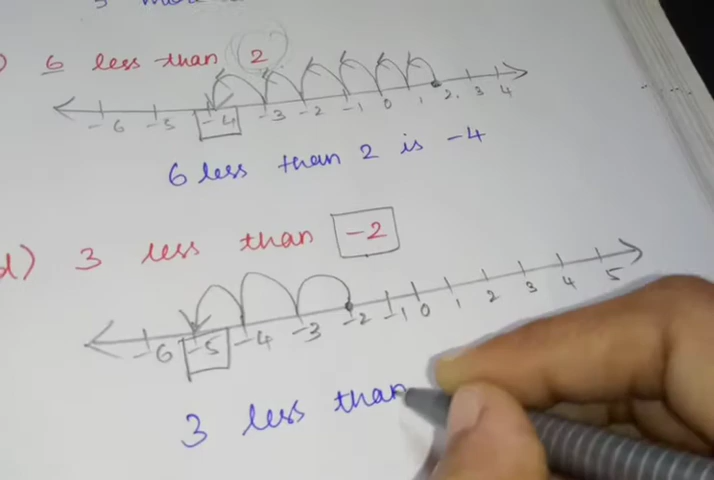 6 less than 2
-6 -5 -4 -3 -2 -1 0 1 2 3 4
6 less than 2 is -4
d) 3 less than -2
-6 -5 -4 -3 -2 -1 0 1 2 3 4 5
3 less than